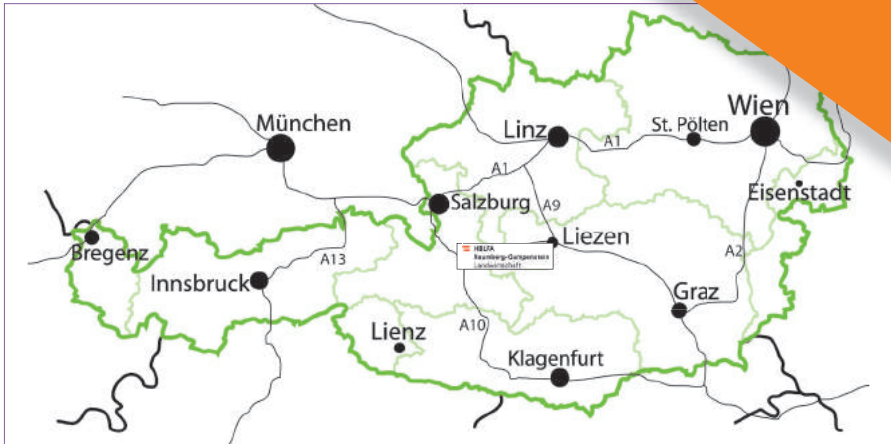 München
Linz
A1
St. Pölten
Wien
A1
Salzburg
A9
Eisenstadt
Bregenz
Liezen
HBLFA
Raumberg-Gumpenstein
Landwirtschaft
A2
A13
Innsbruck
Graz
A10
Lienz
Klagenfurt